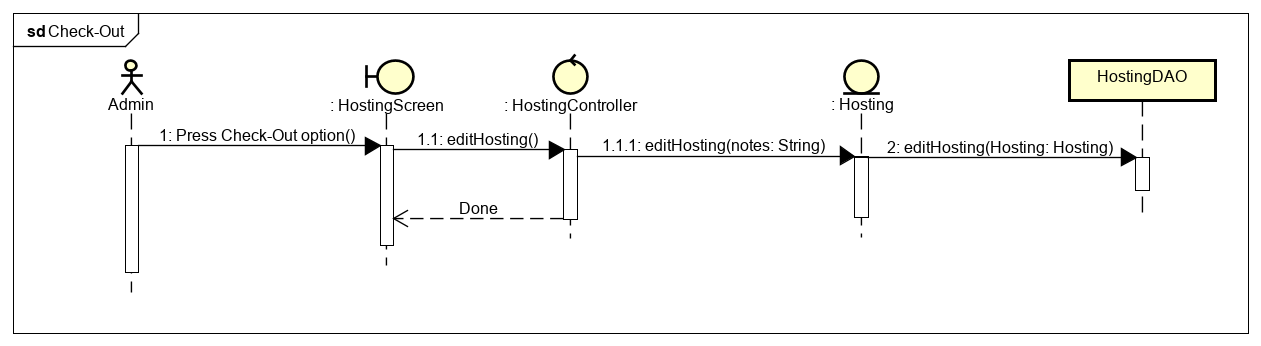 sd Check-Out
Admin
: HostingScreen
: HostingController
: Hosting
HostingDAO
1: Press Check-Out option()
1.1: editHosting()
1.1.1: editHosting(notes: String)
2: editHosting(Hosting: Hosting)
Done